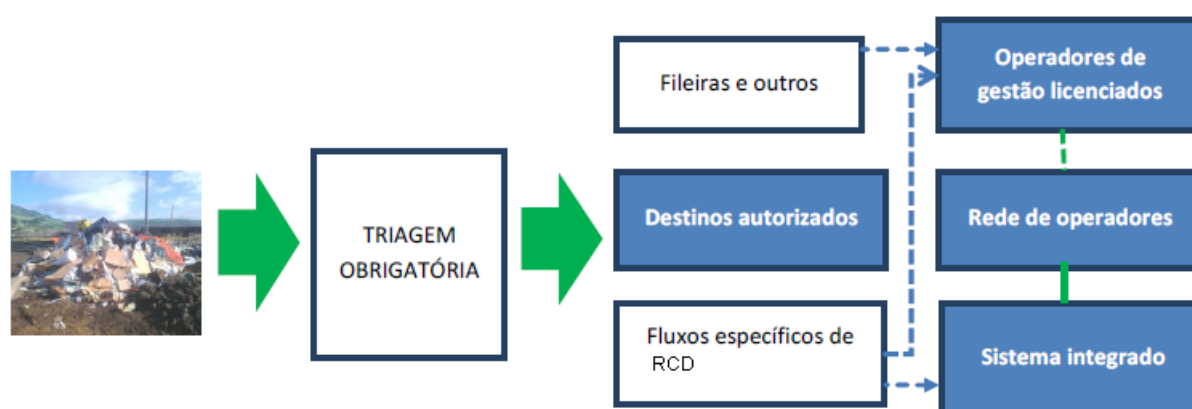 Fileiras e outros
Operadores de
gestão licenciados
TRIAGEM
OBRIGATÓRIA
Destinos autorizados
Rede de operadores
Fluxos específicos de
RCD
Sistema integrado